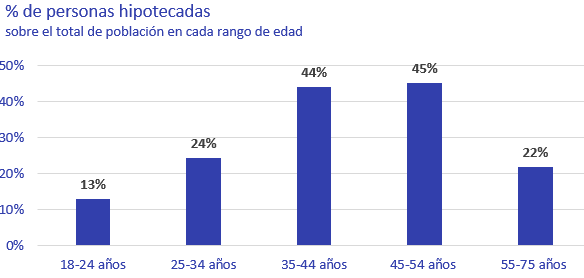 % de personas hipotecadas
sobre el total de población en cada rango de edad
50%
40%
30%
20%
10%
0%
13%
24%
44%
45%
22%
18-24 años
25-34 años
35-44 años
45-54 años
55-75 años